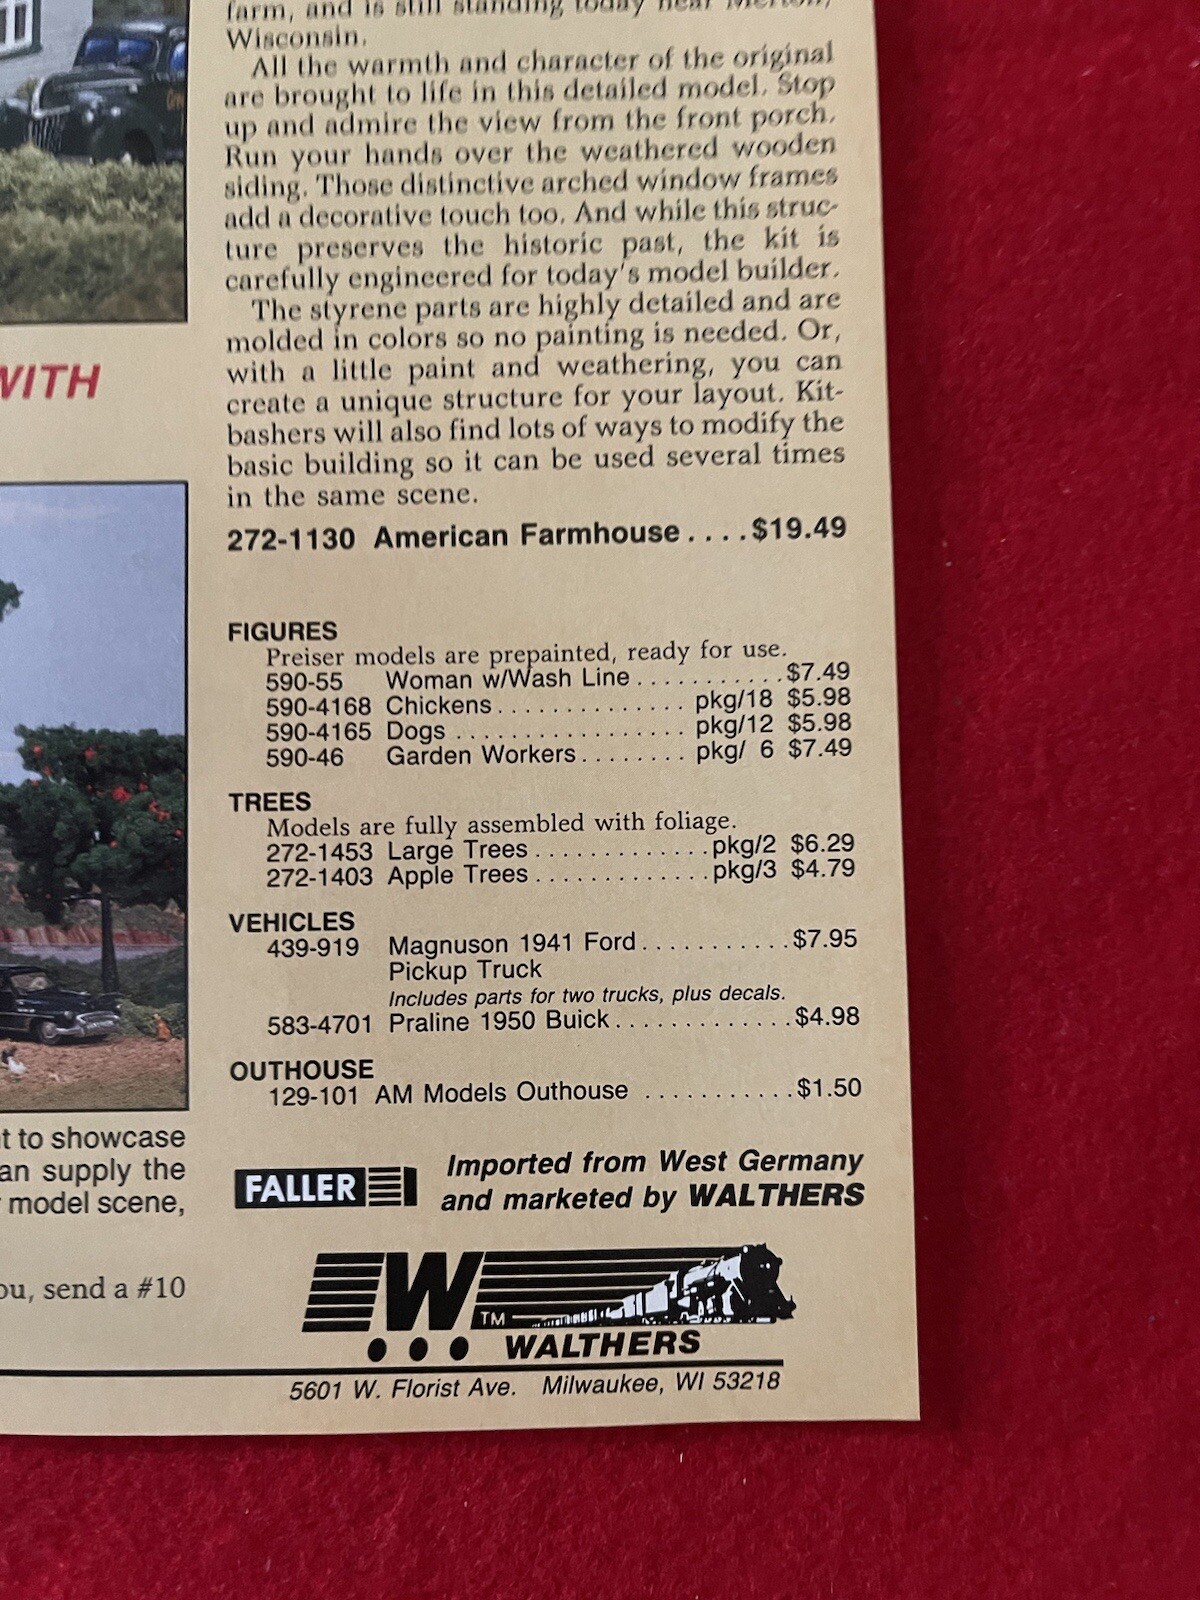 farm, and is still standing today near Merton,
Wisconsin.
All the warmth and character of the original
are brought to life in this detailed model. Stop
up and admire the view from the front porch.
Run your hands over the weathered wooden
siding. Those distinctive arched window frames
add a decorative touch too. And while this struc-
ture preserves the historic past, the kit is
carefully engineered for today's model builder.
The styrene parts are highly detailed and are
molded in colors so no painting is needed. Or,
with a little paint and weathering, you can
create a unique structure for your layout. Kit-
bashers will also find lots of ways to modify the
basic building so it can be used several times
in the same scene.
272-1130 American Farmhouse....$19.49
WITH
FIGURES
Preiser models are prepainted, ready for use.
590-55 Woman w/Wash Line...........$7.49
590-4168 Chickens.............. pkg/18 $5.98
590-4165 Dogs................. pkg/12 $5.98
590-46 Garden Workers........ pkg/ 6 $7.49
TREES
Models are fully assembled with foliage.
272-1453 Large Trees.............pkg/2 $6.29
272-1403 Apple Trees.............pkg/3 $4.79
VEHICLES
439-919 Magnuson 1941 Ford...........$7.95
Pickup Truck
Includes parts for two trucks, plus decals.
583-4701 Praline 1950 Buick.............$4.98
OUTHOUSE
129-101 AM Models Outhouse ...........$1.50
t to showcase
an supply the
model scene,
ou, send a #10
FALLER
Imported from West Germany
and marketed by WALTHERS
W TM
WALTHERS
5601 W. Florist Ave. Milwaukee, WI 53218